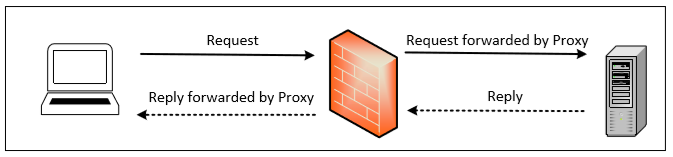 Request
Request forwarded by Proxy
Reply forwarded by Proxy
Reply